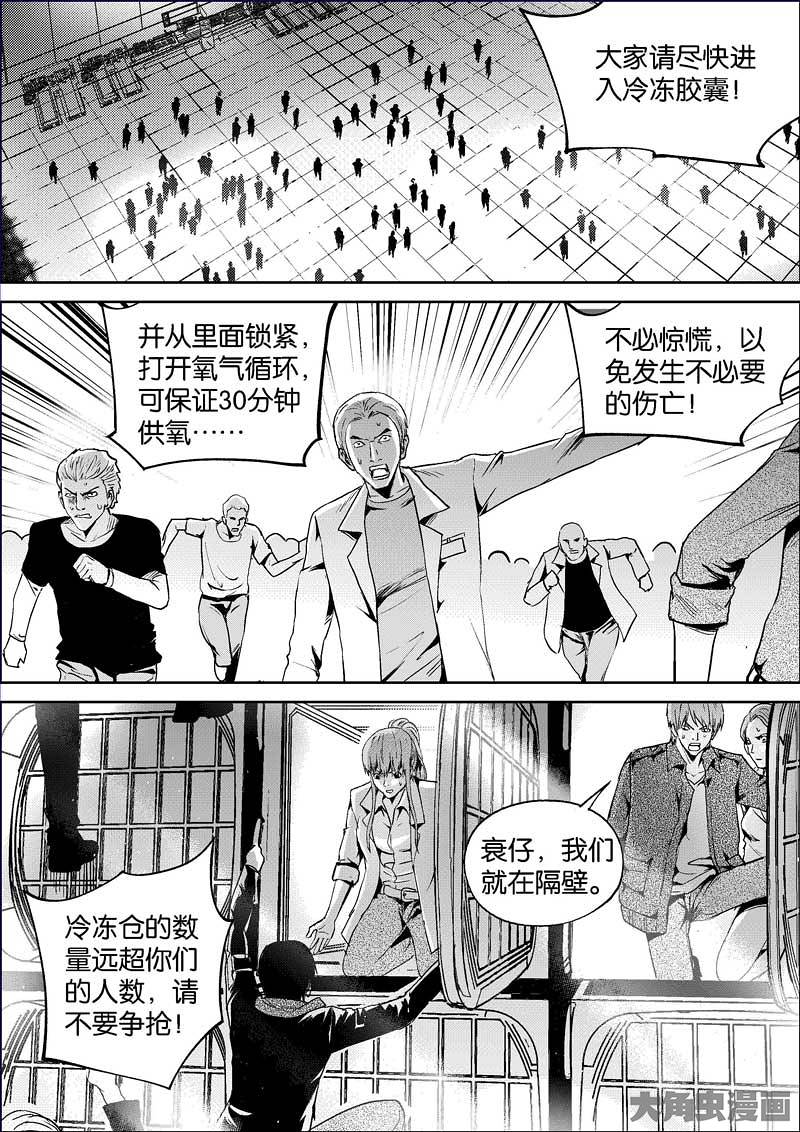 大家请尽快进
入冷冻胶囊！
并从里面锁紧，
打开氧气循环，
可保证30分钟
供氧……
不必惊慌，以
免发生不必要
的伤亡！
衰仔，我们
就在隔壁。
冷冻仓的数
量远超你们
的人数，请
不要争抢！
大角虫漫画